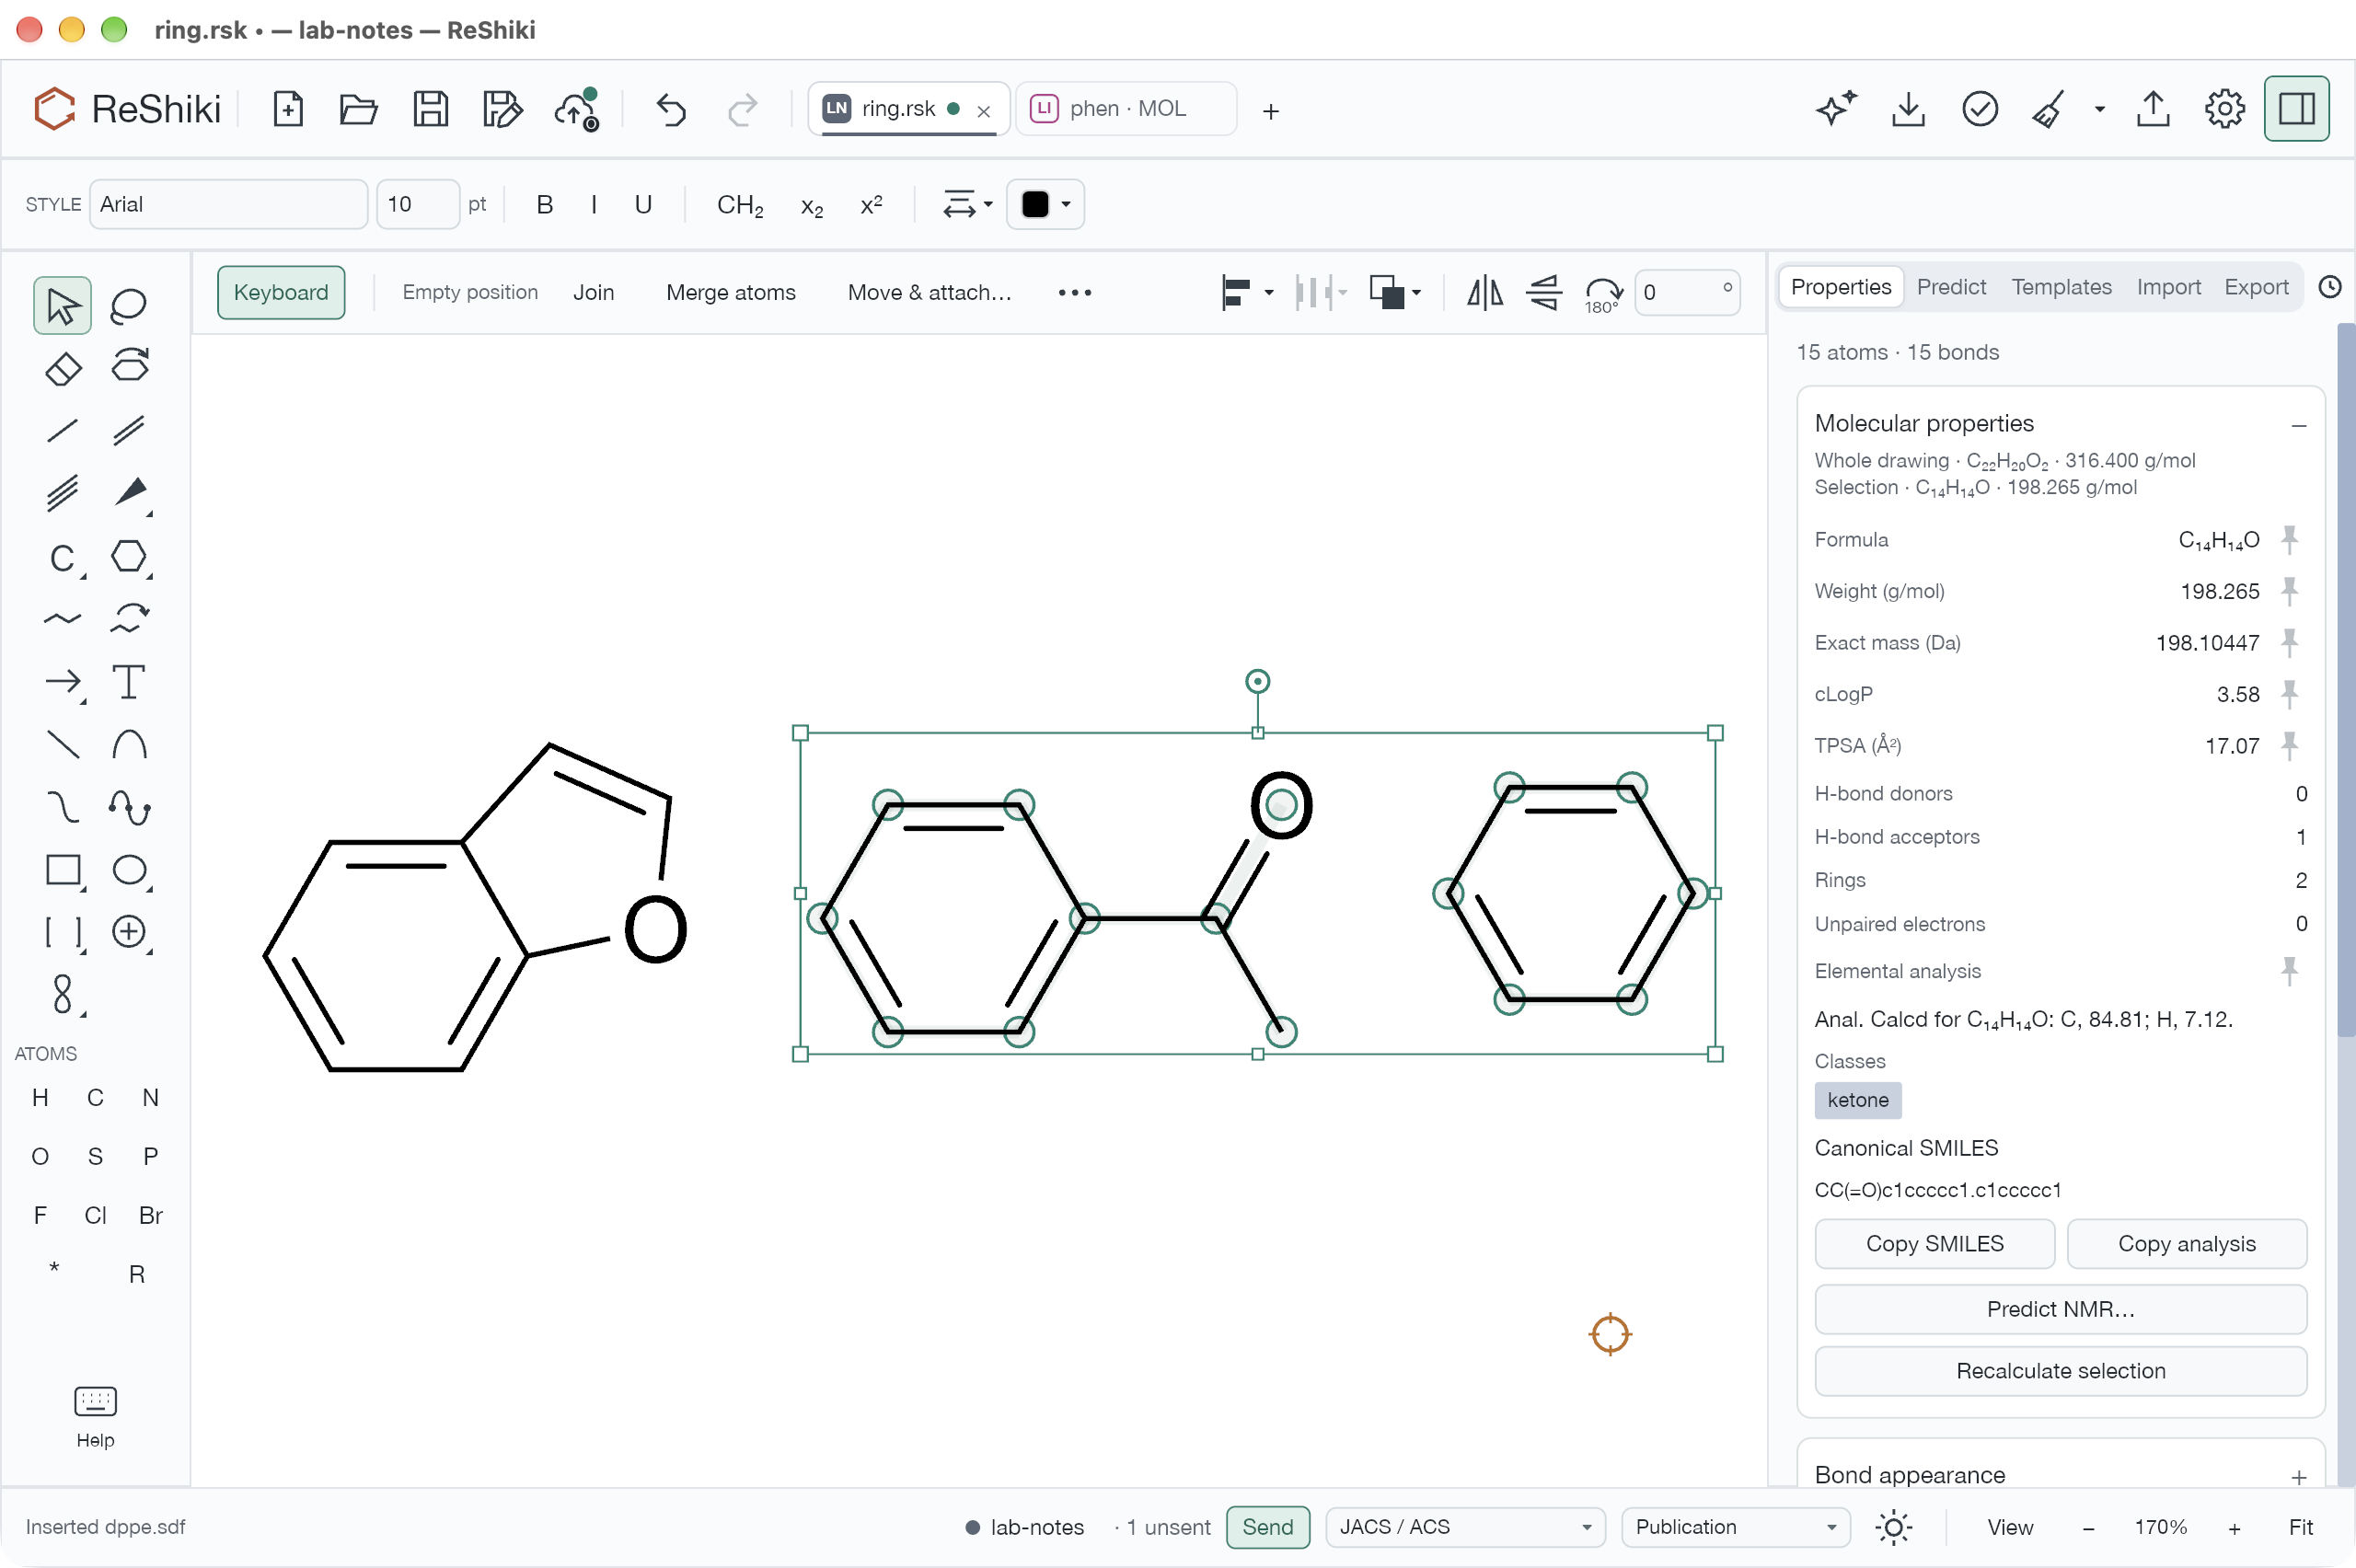 ring.rsk • — lab-notes — ReShiki
ReShiki
LN ring.rsk ×
LI phen · MOL
+
STYLE Arial 10 pt B I U CH₂ x₂ x²
Keyboard Empty position Join Merge atoms Move & attach... ••• 180° 0 °
Properties Predict Templates Import Export
C
T
ATOMS
H C N
O S P
F Cl Br
* R
Help
O
O
15 atoms · 15 bonds
Molecular properties –
Whole drawing · C₂₂H₂₀O₂ · 316.400 g/mol
Selection · C₁₄H₁₄O · 198.265 g/mol
Formula C₁₄H₁₄O
Weight (g/mol) 198.265
Exact mass (Da) 198.10447
cLogP 3.58
TPSA (Å²) 17.07
H-bond donors 0
H-bond acceptors 1
Rings 2
Unpaired electrons 0
Elemental analysis
Anal. Calcd for C₁₄H₁₄O: C, 84.81; H, 7.12.
Classes
ketone
Canonical SMILES
CC(=O)c1ccccc1.c1ccccc1
Copy SMILES Copy analysis
Predict NMR...
Recalculate selection
Bond appearance +
Inserted dppe.sdf
lab-notes · 1 unsent Send JACS / ACS Publication View – 170% + Fit